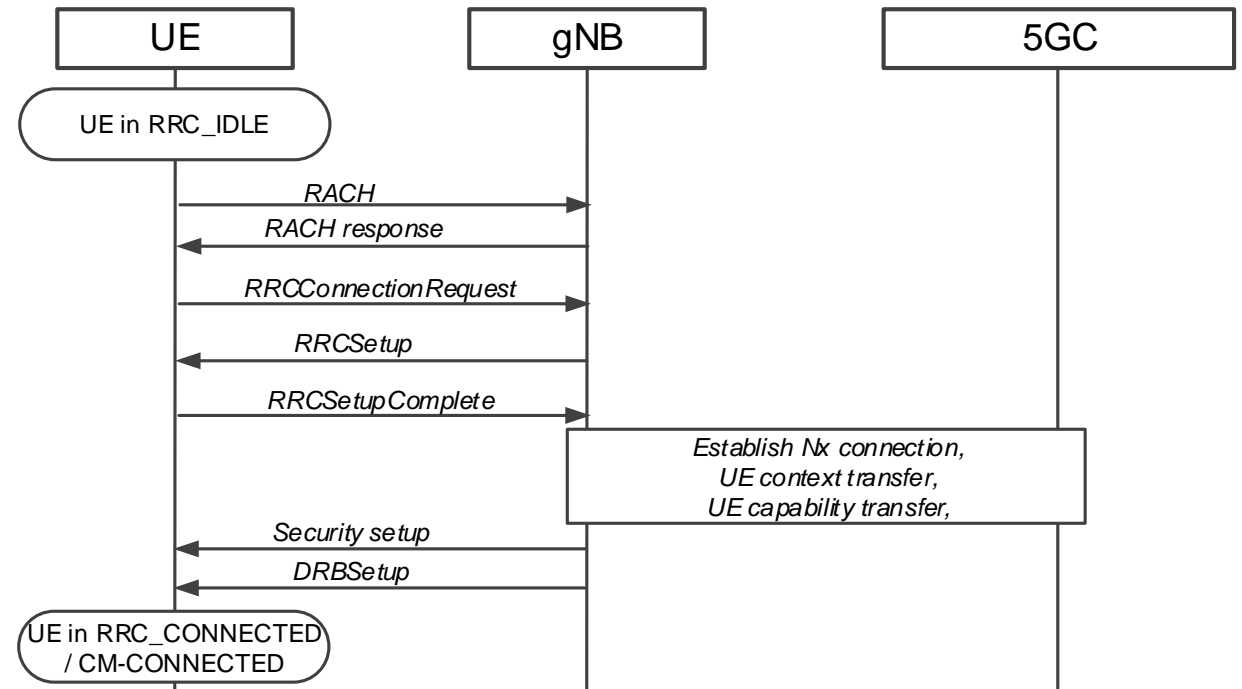 UE
gNB
5GC
UE in RRC_IDLE
RACH
RACH response
RRCConnectionRequest
RRCSetup
RRCSetupComplete
Establish Nx connection,
UE context transfer,
UE capability transfer,
Security setup
DRBSetup
UE in RRC_CONNECTED
/ CM-CONNECTED